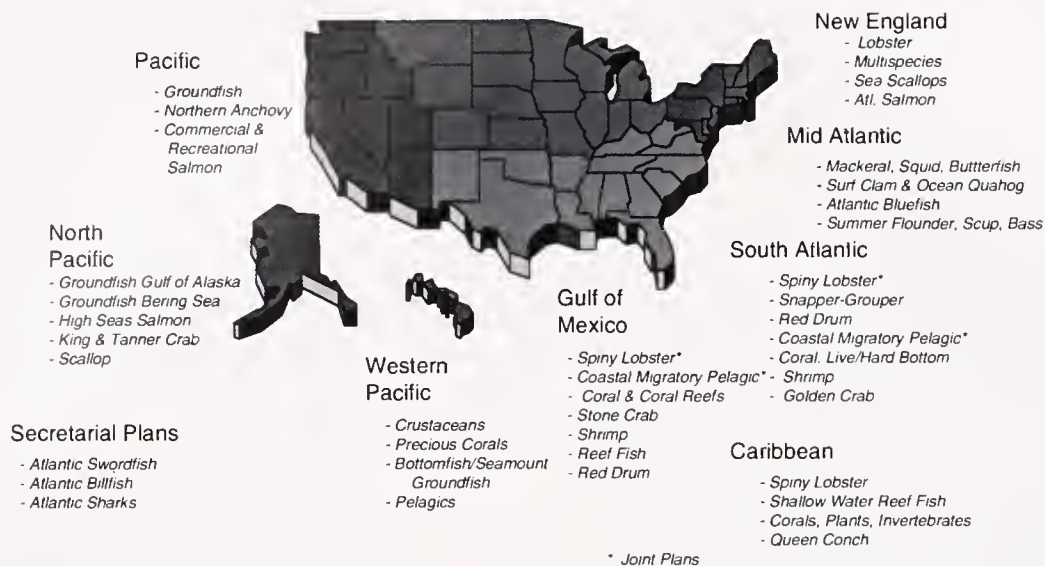 Pacific
- Groundfish
- Northern Anchovy
- Commercial &
Recreational
Salmon
North
Pacific
- Groundfish Gulf of Alaska
- Groundfish Bering Sea
- High Seas Salmon
- King & Tanner Crab
- Scallop
Secretarial Plans
- Atlantic Swordfish
- Atlantic Billfish
- Atlantic Sharks
Western
Pacific
- Crustaceans
- Precious Corals
- Bottomfish/Seamount
Groundfish
- Pelagics
Gulf of
Mexico
- Spiny Lobster*
- Coastal Migratory Pelagic*
- Coral & Coral Reefs
- Stone Crab
- Shrimp
- Reef Fish
- Red Drum
New England
- Lobster
- Multispecies
- Sea Scallops
- Atl. Salmon
Mid Atlantic
- Mackeral, Squid, Buttterfish
- Surf Clam & Ocean Quahog
- Atlantic Bluefish
- Summer Flounder, Scup, Bass
South Atlantic
- Spiny Lobster*
- Snapper-Grouper
- Red Drum
- Coastal Migratory Pelagic*
- Coral. Live/Hard Bottom
- Shrimp
- Golden Crab
Caribbean
- Spiny Lobster
- Shallow Water Reef Fish
- Corals, Plants, Invertebrates
- Queen Conch
* Joint Plans